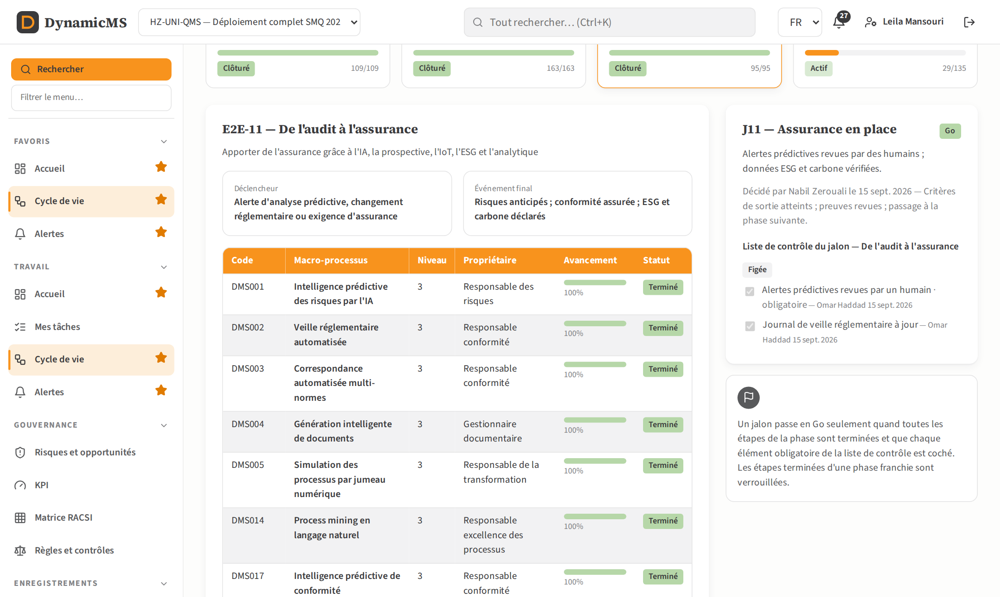 DynamicMS
HZ-UNI-QMS — Déploiement complet SMQ 202
Tout rechercher… (Ctrl+K)
FR
27
Leila Mansouri
Rechercher
Filtrer le menu…
FAVORIS
Accueil
Cycle de vie
Alertes
TRAVAIL
Accueil
Mes tâches
Cycle de vie
Alertes
GOUVERNANCE
Risques et opportunités
KPI
Matrice RACSI
Règles et contrôles
ENREGISTREMENTS
Clôturé 109/109
Clôturé 163/163
Clôturé 95/95
Actif 29/135
E2E-11 — De l'audit à l'assurance
Apporter de l'assurance grâce à l'IA, la prospective, l'IoT, l'ESG et l'analytique
Déclencheur
Alerte d'analyse prédictive, changement
réglementaire ou exigence d'assurance
Événement final
Risques anticipés ; conformité assurée ; ESG et
carbone déclarés
Code Macro-processus Niveau Propriétaire Avancement Statut
DMS001 Intelligence prédictive 3 Responsable des Terminé
des risques par l'IA risques 100%
DMS002 Veille réglementaire 3 Responsable Terminé
automatisée conformité 100%
DMS003 Correspondance 3 Responsable Terminé
automatisée multi- conformité 100%
normes
DMS004 Génération intelligente 3 Gestionnaire Terminé
de documents documentaire 100%
DMS005 Simulation des 3 Responsable de la Terminé
processus par jumeau transformation 100%
numérique
DMS014 Process mining en 3 Responsable Terminé
langage naturel excellence des 100%
processus
DMS017 Intelligence prédictive de 3 Responsable Terminé
conformité conformité 100%
J11 — Assurance en place Go
Alertes prédictives revues par des humains ;
données ESG et carbone vérifiées.
Décidé par Nabil Zerouali le 15 sept. 2026 — Critères
de sortie atteints ; preuves revues ; passage à la
phase suivante.
Liste de contrôle du jalon — De l'audit à l'assurance
Figée
Alertes prédictives revues par un humain ·
obligatoire — Omar Haddad 15 sept. 2026
Journal de veille réglementaire à jour — Omar
Haddad 15 sept. 2026
Un jalon passe en Go seulement quand toutes les
étapes de la phase sont terminées et que chaque
élément obligatoire de la liste de contrôle est coché.
Les étapes terminées d'une phase franchie sont
verrouillées.